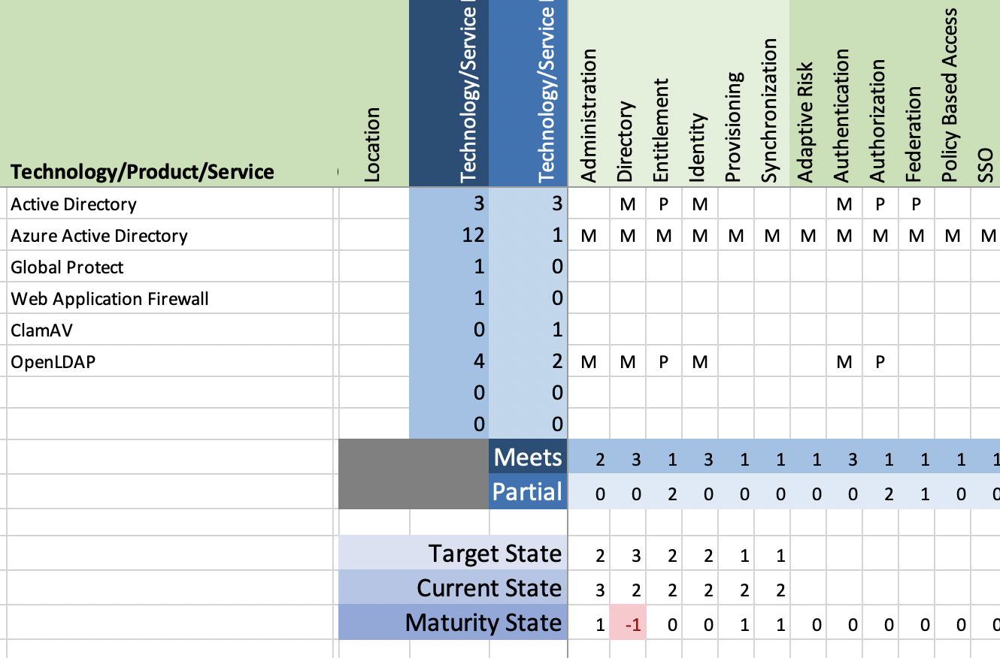 Technology/Product/Service Location Technology/Service Technology/Service Administration Directory Entitlement Identity Provisioning Synchronization Adaptive Risk Authentication Authorization Federation Policy Based Access SSO
Active Directory 3 3 M P M M P P
Azure Active Directory 12 1 M M M M M M M M M M M M
Global Protect 1 0
Web Application Firewall 1 0
ClamAV 0 1
OpenLDAP 4 2 M M P M M P
0 0
0 0
Meets 2 3 1 3 1 1 1 3 1 1 1 1
Partial 0 0 2 0 0 0 0 0 2 1 0 0
Target State 2 3 2 2 1 1
Current State 3 2 2 2 2 2
Maturity State 1 -1 0 0 1 1 0 0 0 0 0 0